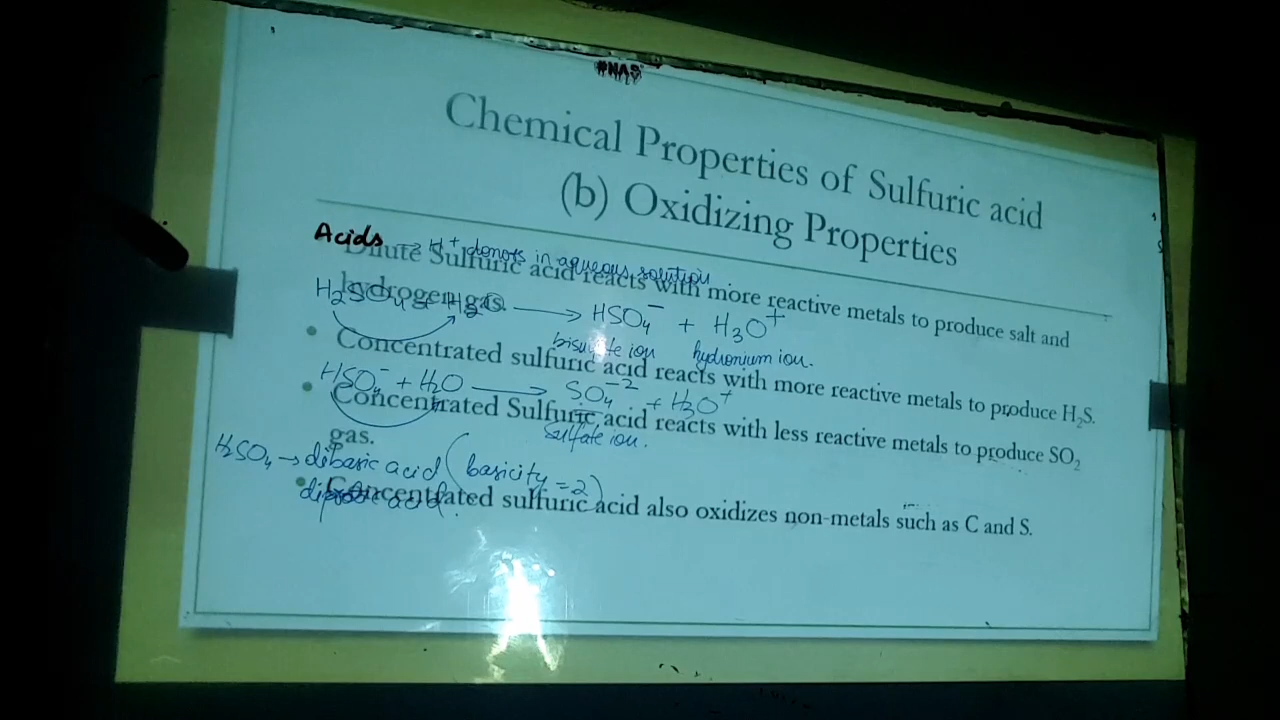 #NAS
Chemical Properties of Sulfuric acid
(b) Oxidizing Properties
Acids → H⁺ donors in aqueous solution
Dilute Sulfuric acid reacts with more reactive metals to produce salt and
hydrogen gas.
H₂SO₄ + H₂O → HSO₄⁻ + H₃O⁺
bisulfate ion hydronium ion.
• Concentrated sulfuric acid reacts with more reactive metals to produce H₂S.
HSO₄⁻ + H₂O → SO₄⁻² + H₃O⁺
• Concentrated Sulfuric acid reacts with less reactive metals to produce SO₂
gas.
sulfate ion.
H₂SO₄ → dibasic acid (basicity = 2)
• Concentrated sulfuric acid also oxidizes non-metals such as C and S.
acid.